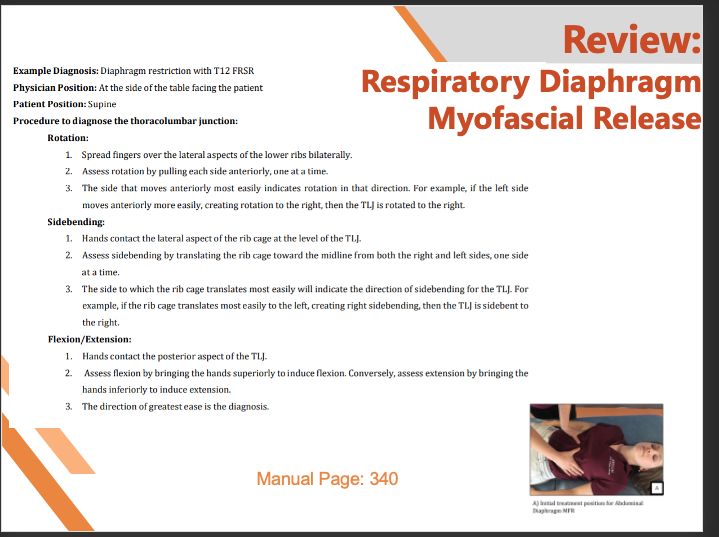 Review:
Respiratory Diaphragm
Myofascial Release
Example Diagnosis: Diaphragm restriction with T12 FRSR
Physician Position: At the side of the table facing the patient
Patient Position: Supine
Procedure to diagnose the thoracolumbar junction:
Rotation:
1. Spread fingers over the lateral aspects of the lower ribs bilaterally.
2. Assess rotation by pulling each side anteriorly, one at a time.
3. The side that moves anteriorly most easily indicates rotation in that direction. For example, if the left side
moves anteriorly more easily, creating rotation to the right, then the TLJ is rotated to the right.
Sidebending:
1. Hands contact the lateral aspect of the rib cage at the level of the TLJ.
2. Assess sidebending by translating the rib cage toward the midline from both the right and left sides, one side
at a time.
3. The side to which the rib cage translates most easily will indicate the direction of sidebending for the TLJ. For
example, if the rib cage translates most easily to the left, creating right sidebending, then the TLJ is sidebent to
the right.
Flexion/Extension:
1. Hands contact the posterior aspect of the TLJ.
2. Assess flexion by bringing the hands superiorly to induce flexion. Conversely, assess extension by bringing the
hands inferiorly to induce extension.
3. The direction of greatest ease is the diagnosis.
Manual Page: 340
A
A) Initial treatment position for Abdominal
Diaphragm MFR